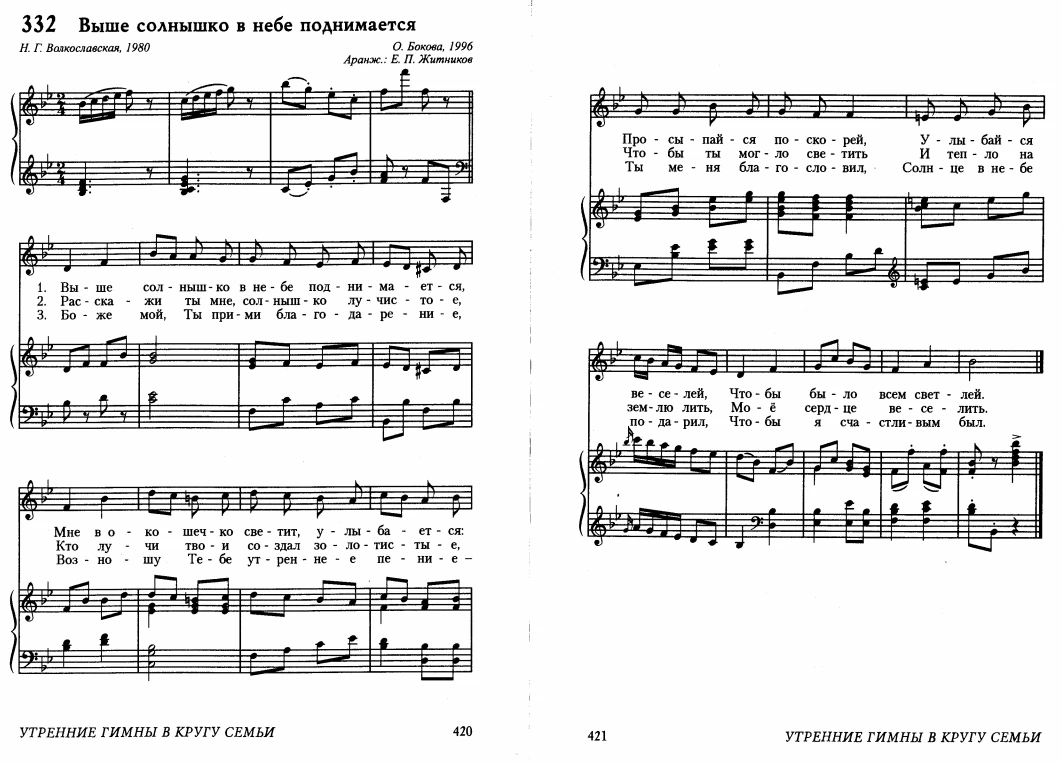 332 Выше солнышко в небе поднимается
Н. Г. Волкославская, 1980
О. Бокова, 1996
Аранж.: Е. П. Житников
1. Вы - ше сол - ныш - ко в не - бе под - ни - ма - ет - ся,
2. Рас - ска - жи ты мне, сол - ныш - ко лу - чис - то - е,
3. Бо - же мой, Ты при - ми бла - го - да - ре - ни - е,
Мне в о - ко - шеч - ко све - тит, у - лы - ба - ет - ся:
Кто лу - чи тво - и со - здал зо - ло - тис - ты - е,
Воз - но - шу Те - бе ут - рен - не - е пе - ни - е –
УТРЕННИЕ ГИМНЫ В КРУГУ СЕМЬИ 420
Про - сы - пай - ся по - ско - рей, У - лы - бай - ся
Что - бы ты мог - ло све - тить И теп - ло на
Ты ме - ня бла - го - сло - вил, Солн - це в не - бе
ве - се - лей, Что - бы бы - ло всем свет - лей.
зем - лю лить, Мо - ё серд - це ве - се - лить.
по - да - рил, Что - бы я сча - стли - вым был.
421 УТРЕННИЕ ГИМНЫ В КРУГУ СЕМЬИ